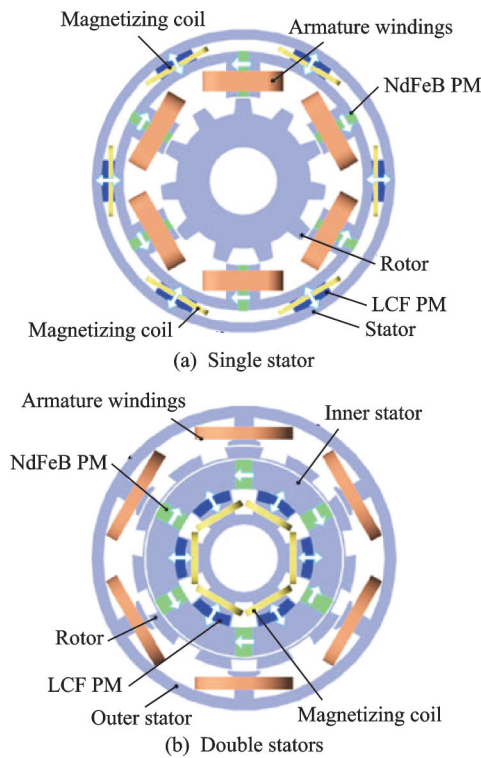 Magnetizing coil
Armature windings
NdFeB PM
Rotor
LCF PM
Magnetizing coil
Stator
(a) Single stator
Armature windings
Inner stator
NdFeB PM
Rotor
LCF PM
Outer stator
Magnetizing coil
(b) Double stators